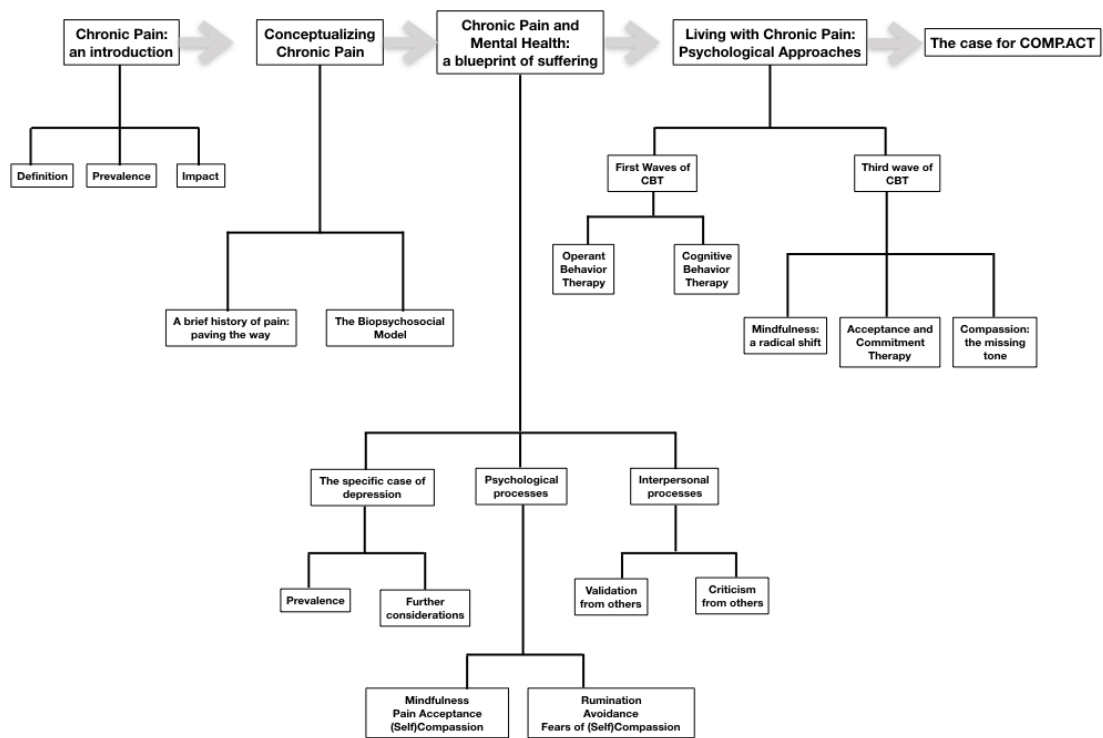 Chronic Pain:
an introduction
Conceptualizing
Chronic Pain
Chronic Pain and
Mental Health:
a blueprint of suffering
Living with Chronic Pain:
Psychological Approaches
The case for COMP.ACT
Definition
Prevalence
Impact
First Waves of
CBT
Third wave of
CBT
Operant
Behavior
Therapy
Cognitive
Behavior
Therapy
A brief history of pain:
paving the way
The Biopsychosocial
Model
Mindfulness:
a radical shift
Acceptance and
Commitment
Therapy
Compassion:
the missing
tone
The specific case of
depression
Psychological
processes
Interpersonal
processes
Prevalence
Further
considerations
Validation
from others
Criticism
from others
Mindfulness
Pain Acceptance
(Self)Compassion
Rumination
Avoidance
Fears of (Self)Compassion